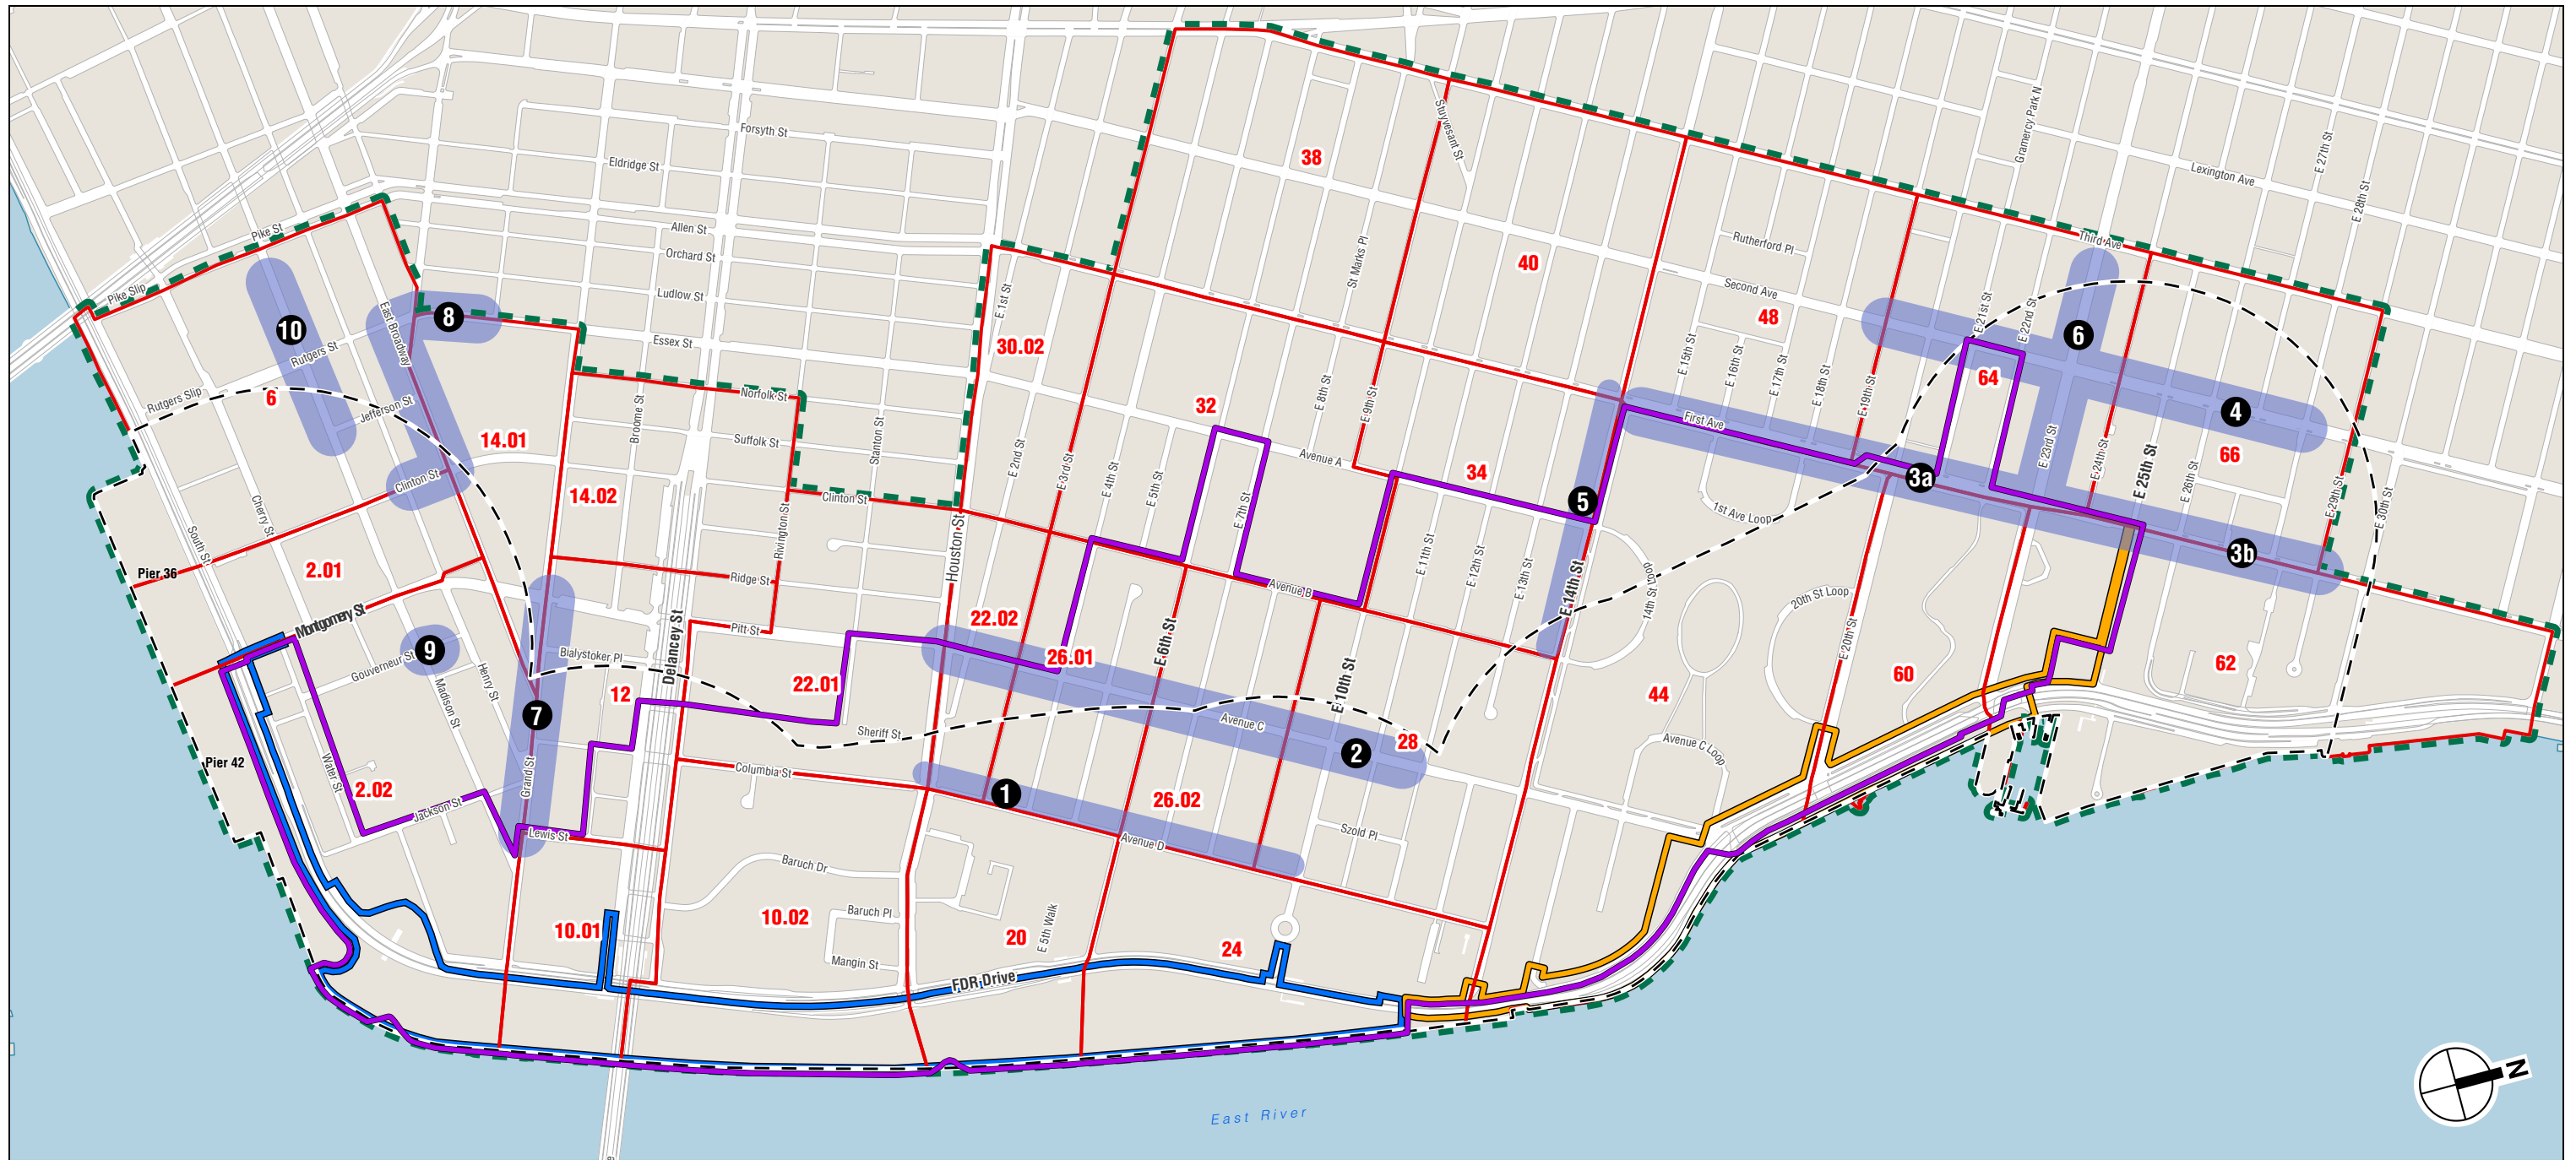 Forsyth St
Eldridge St
Allen St
Orchard St
Ludlow St
Essex St
Norfolk St
Suffolk St
Clinton St
Ridge St
Pitt St
Bialystoker Pl
Sheriff St
Columbia St
Lewis St
Baruch Dr
Baruch Pl
Mangin St
Pike St
Pike Slip
Rutgers St
Rutgers Slip
East Broadway
Jefferson St
Clinton St
Cherry St
South St
Pier 36
Montgomery St
Gouverneur St
Madison St
Henry St
Water St
Jackson St
Pier 42
Grand St
Broome St
Delancey St
Rivington St
Stanton St
Houston St
E 1st St
E 2nd St
E 3rd St
E 4th St
E 5th St
E 6th St
E 7th St
E 8th St
E 9th St
St Marks Pl
Stuyvesant St
Avenue A
Avenue B
Avenue C
Avenue D
Szold Pl
E 5th Walk
FDR Drive
E 10th St
E 11th St
E 12th St
E 13th St
E 14th St
14th St Loop
1st Ave Loop
20th St Loop
Avenue C Loop
E 15th St
E 16th St
E 17th St
E 18th St
E 19th St
E 20th St
E 21st St
E 22nd St
E 23rd St
E 24th St
E 25th St
E 26th St
E 27th St
E 28th St
E 29th St
E 30th St
First Ave
Second Ave
Third Ave
Rutherford Pl
Gramercy Park N
Lexington Ave
38
40
48
64
66
62
60
44
34
32
30.02
28
26.01
26.02
24
22.01
22.02
20
14.01
14.02
12
10.01
10.02
6
2.01
2.02
1
2
3a
3b
4
5
6
7
8
9
10
East River
N